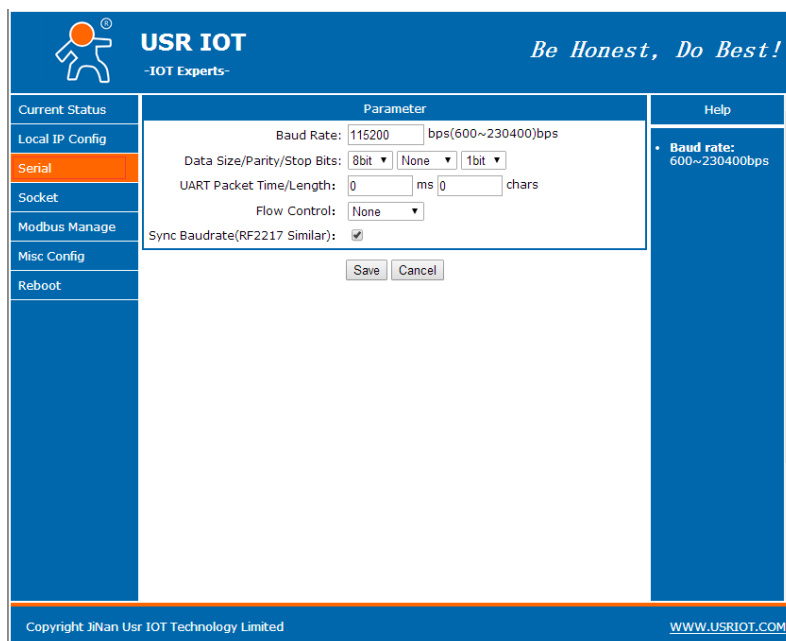 ®
USR IOT
-IOT Experts-
Be Honest, Do Best!
Current Status
Local IP Config
Serial
Socket
Modbus Manage
Misc Config
Reboot
Parameter
Baud Rate: 115200 bps(600~230400)bps
Data Size/Parity/Stop Bits: 8bit None 1bit
UART Packet Time/Length: 0 ms 0 chars
Flow Control: None
Sync Baudrate(RF2217 Similar):
Save Cancel
Help
• Baud rate:
600~230400bps
Copyright JiNan Usr IOT Technology Limited
WWW.USRIOT.COM